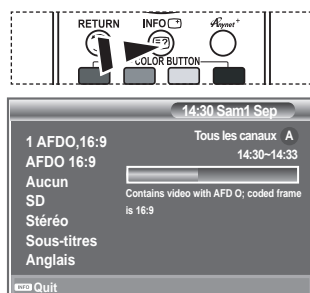 RETURN
INFO
Anynet+
COLOR BUTTON
14:30 Sam1 Sep
1 AFDO,16:9
Tous les canaux A
AFDO 16:9
14:30~14:33
Aucun
Contains video with AFD O; coded frame
is 16:9
SD
Stéréo
Sous-titres
Anglais
INFO Quit